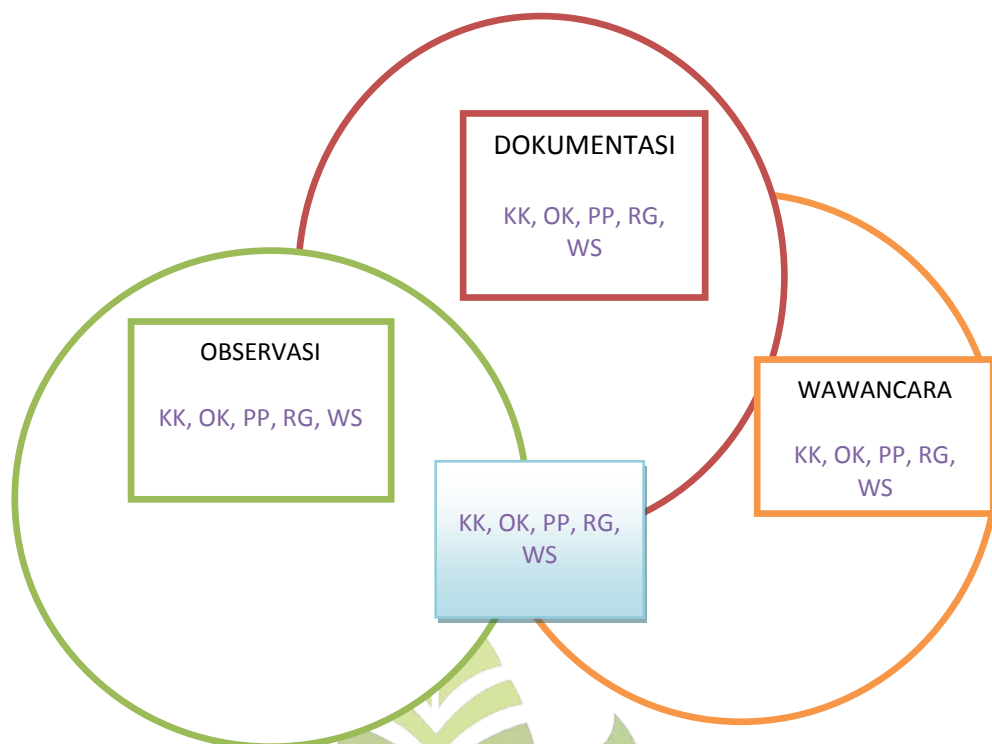 DOKUMENTASI
KK, OK, PP, RG,
WS
OBSERVASI
KK, OK, PP, RG, WS
WAWANCARA
KK, OK, PP, RG,
WS
KK, OK, PP, RG,
WS